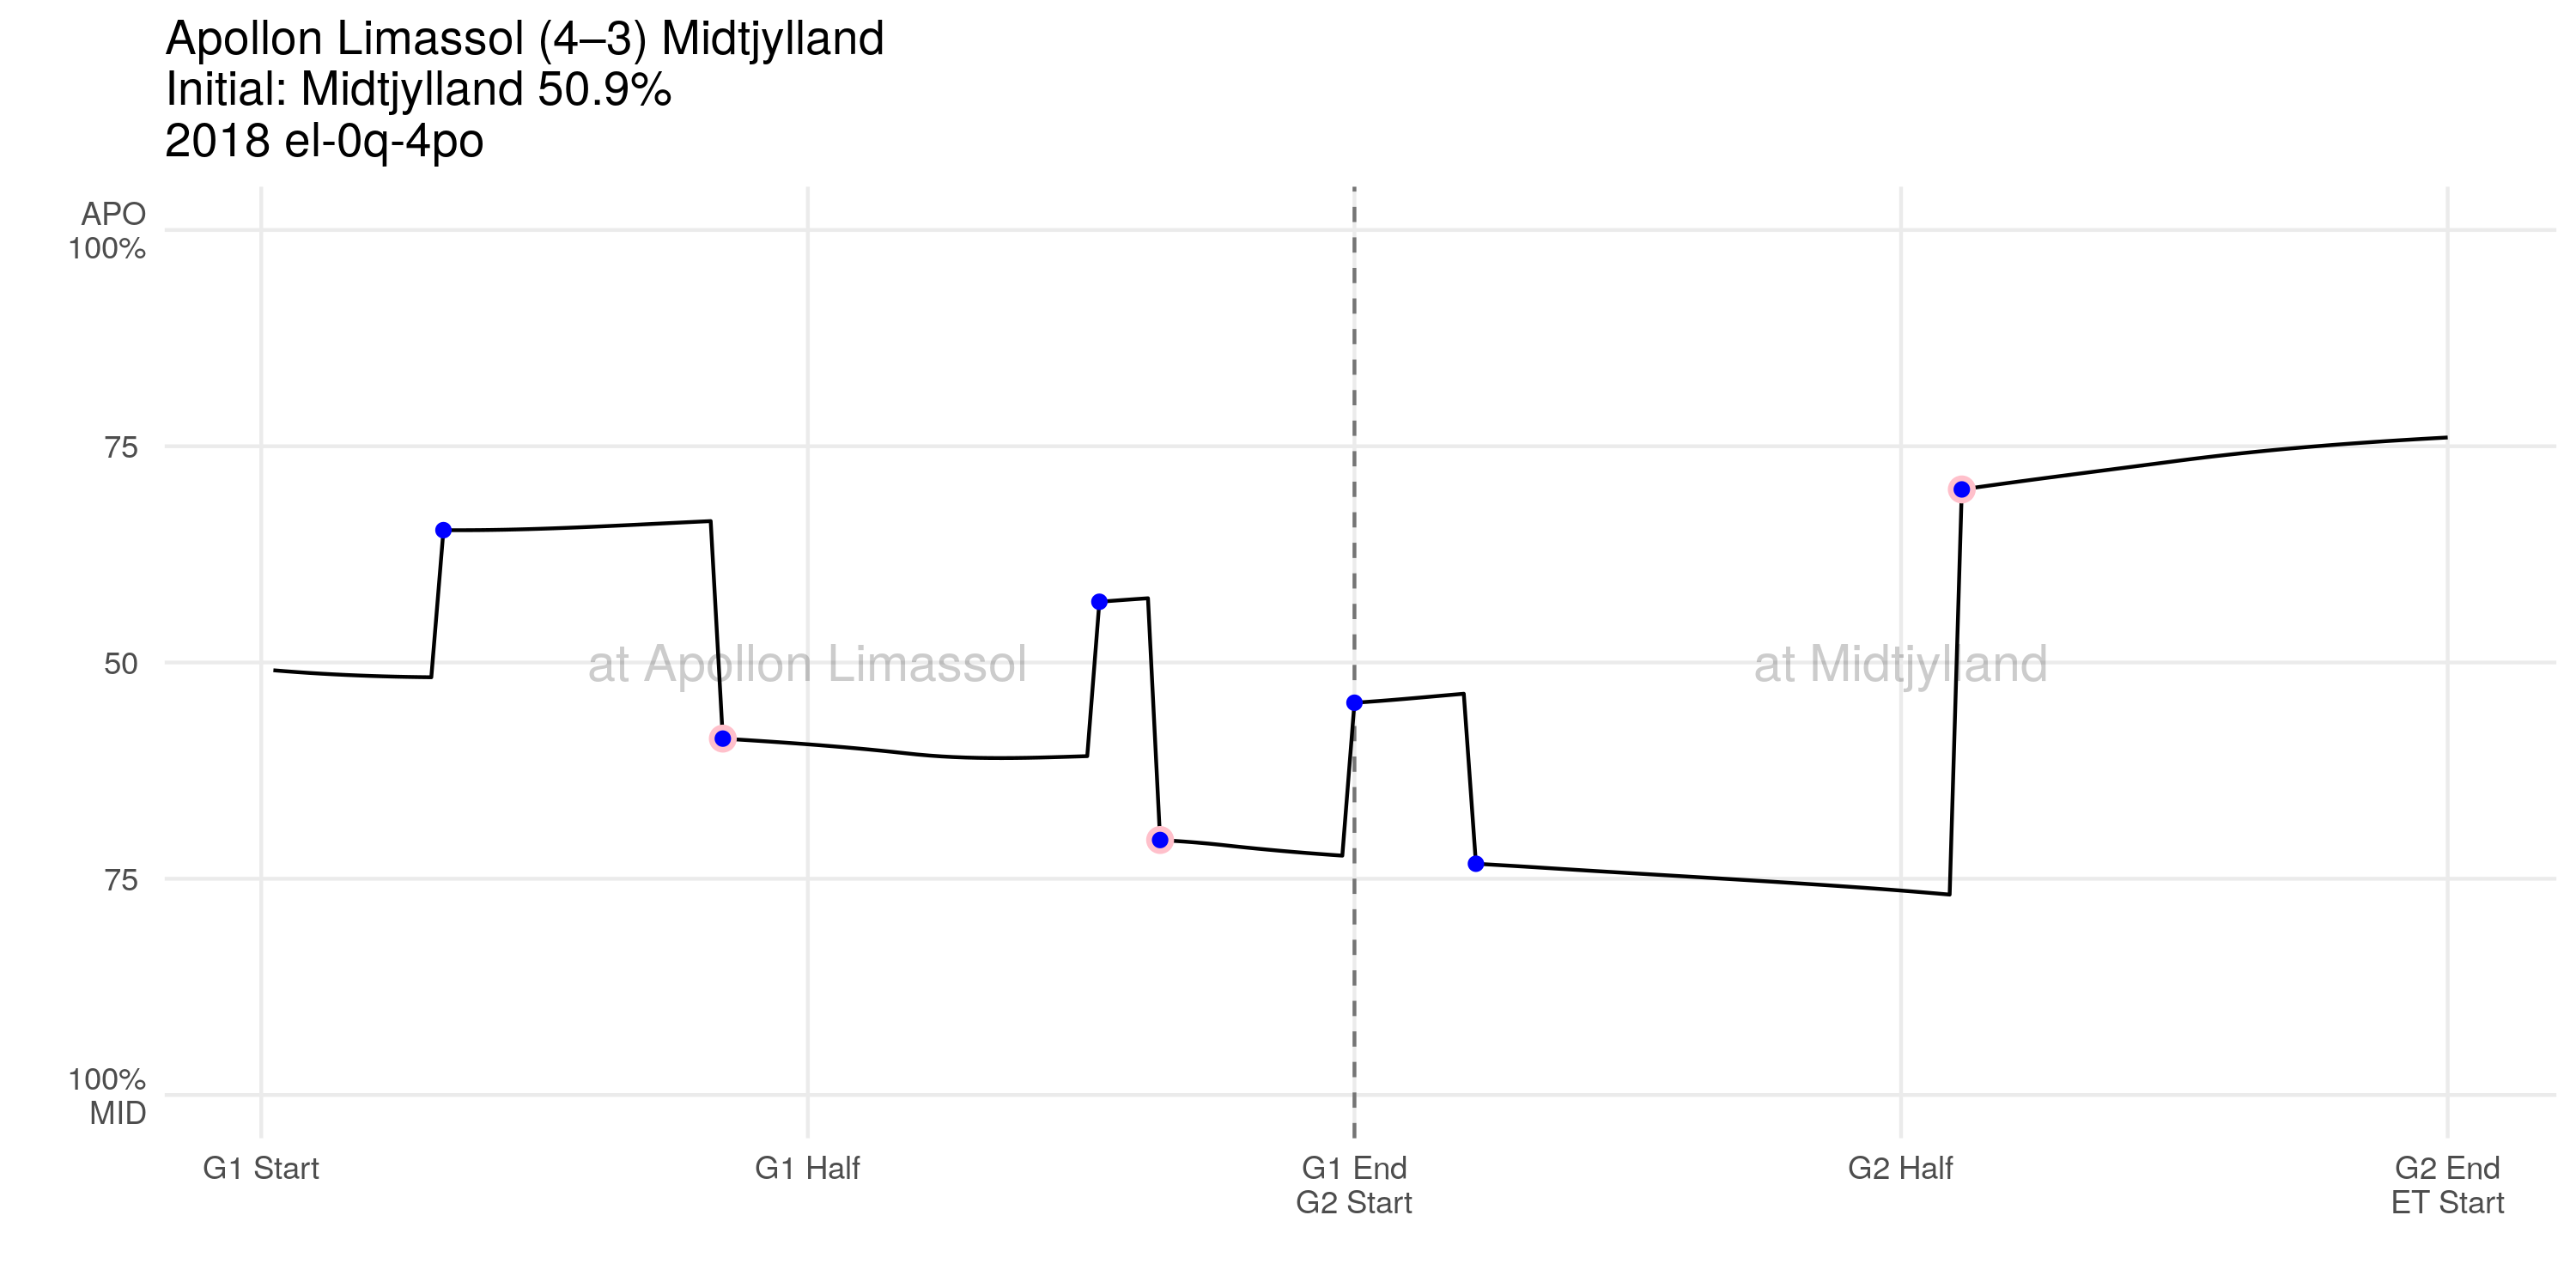 Apollon Limassol (4–3) Midtjylland
Initial: Midtjylland 50.9%
2018 el-0q-4po
APO
100%
75
50
75
100%
MID
at Apollon Limassol
at Midtjylland
G1 Start
G1 Half
G1 End
G2 Start
G2 Half
G2 End
ET Start